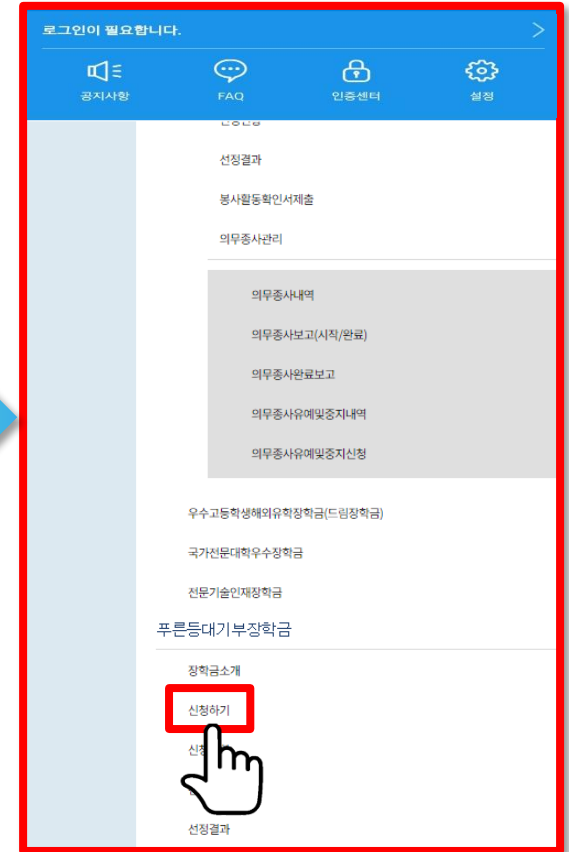 로그인이 필요합니다.
공지사항
FAQ
인증센터
설정
선정결과
봉사활동확인서제출
의무종사관리
의무종사내역
의무종사보고(시작/완료)
의무종사완료보고
의무종사유예및중지내역
의무종사유예및중지신청
우수고등학생해외유학장학금(드림장학금)
국가전문대학우수장학금
전문기술인재장학금
푸른등대기부장학금
장학금소개
신청하기
선정결과